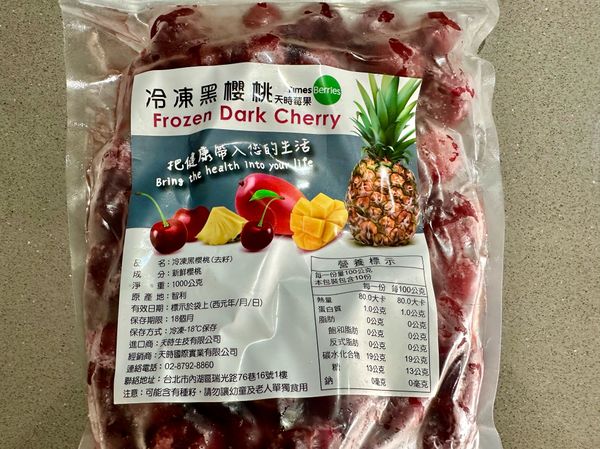 冷凍黑櫻桃
Times Berries
天時莓果
Frozen Dark Cherry
把健康帶入您的生活
Bring the health into your life
品　名：冷凍黑櫻桃(去籽)
成　分：新鮮櫻桃
淨　重：1000公克
原 產 地：智利
有效日期：標示於袋上(西元年/月/日)
保存期限：18個月
保存方式：冷凍-18℃保存
進口商：天時生技有限公司
經銷商：天時國際實業有限公司
連絡電話：02-8792-8860
聯絡地址：台北市內湖區瑞光路76巷16號1樓
注意：可能含有種籽，請勿讓幼童及老人單獨食用
營 養 標 示
每一份量100公克
本包裝包含10份
每一份 每100公克
熱量 80.0大卡 80.0大卡
蛋白質 1.0公克 1.0公克
脂肪 0公克 0公克
飽和脂肪 0公克 0公克
反式脂肪 0公克 0公克
碳水化合物 19公克 19公克
糖 13公克 13公克
鈉 0毫克 0毫克